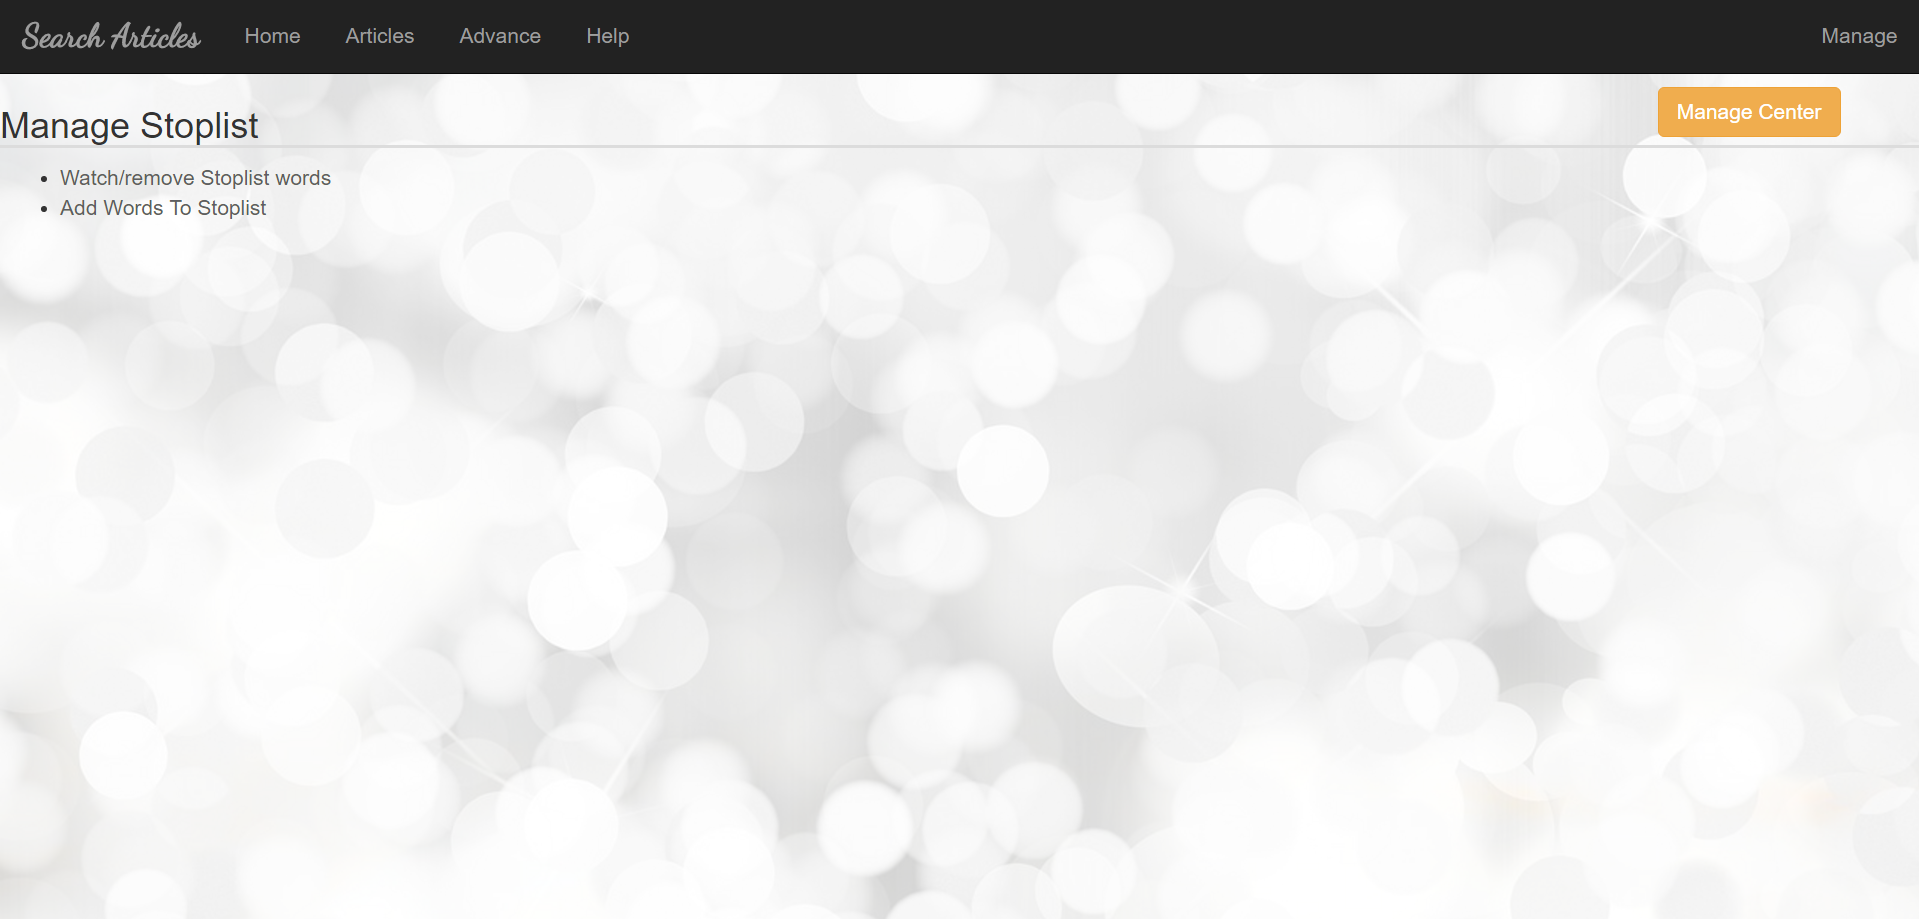 Search Articles Home Articles Advance Help Manage
Manage Center
Manage Stoplist
Watch/remove Stoplist words
Add Words To Stoplist